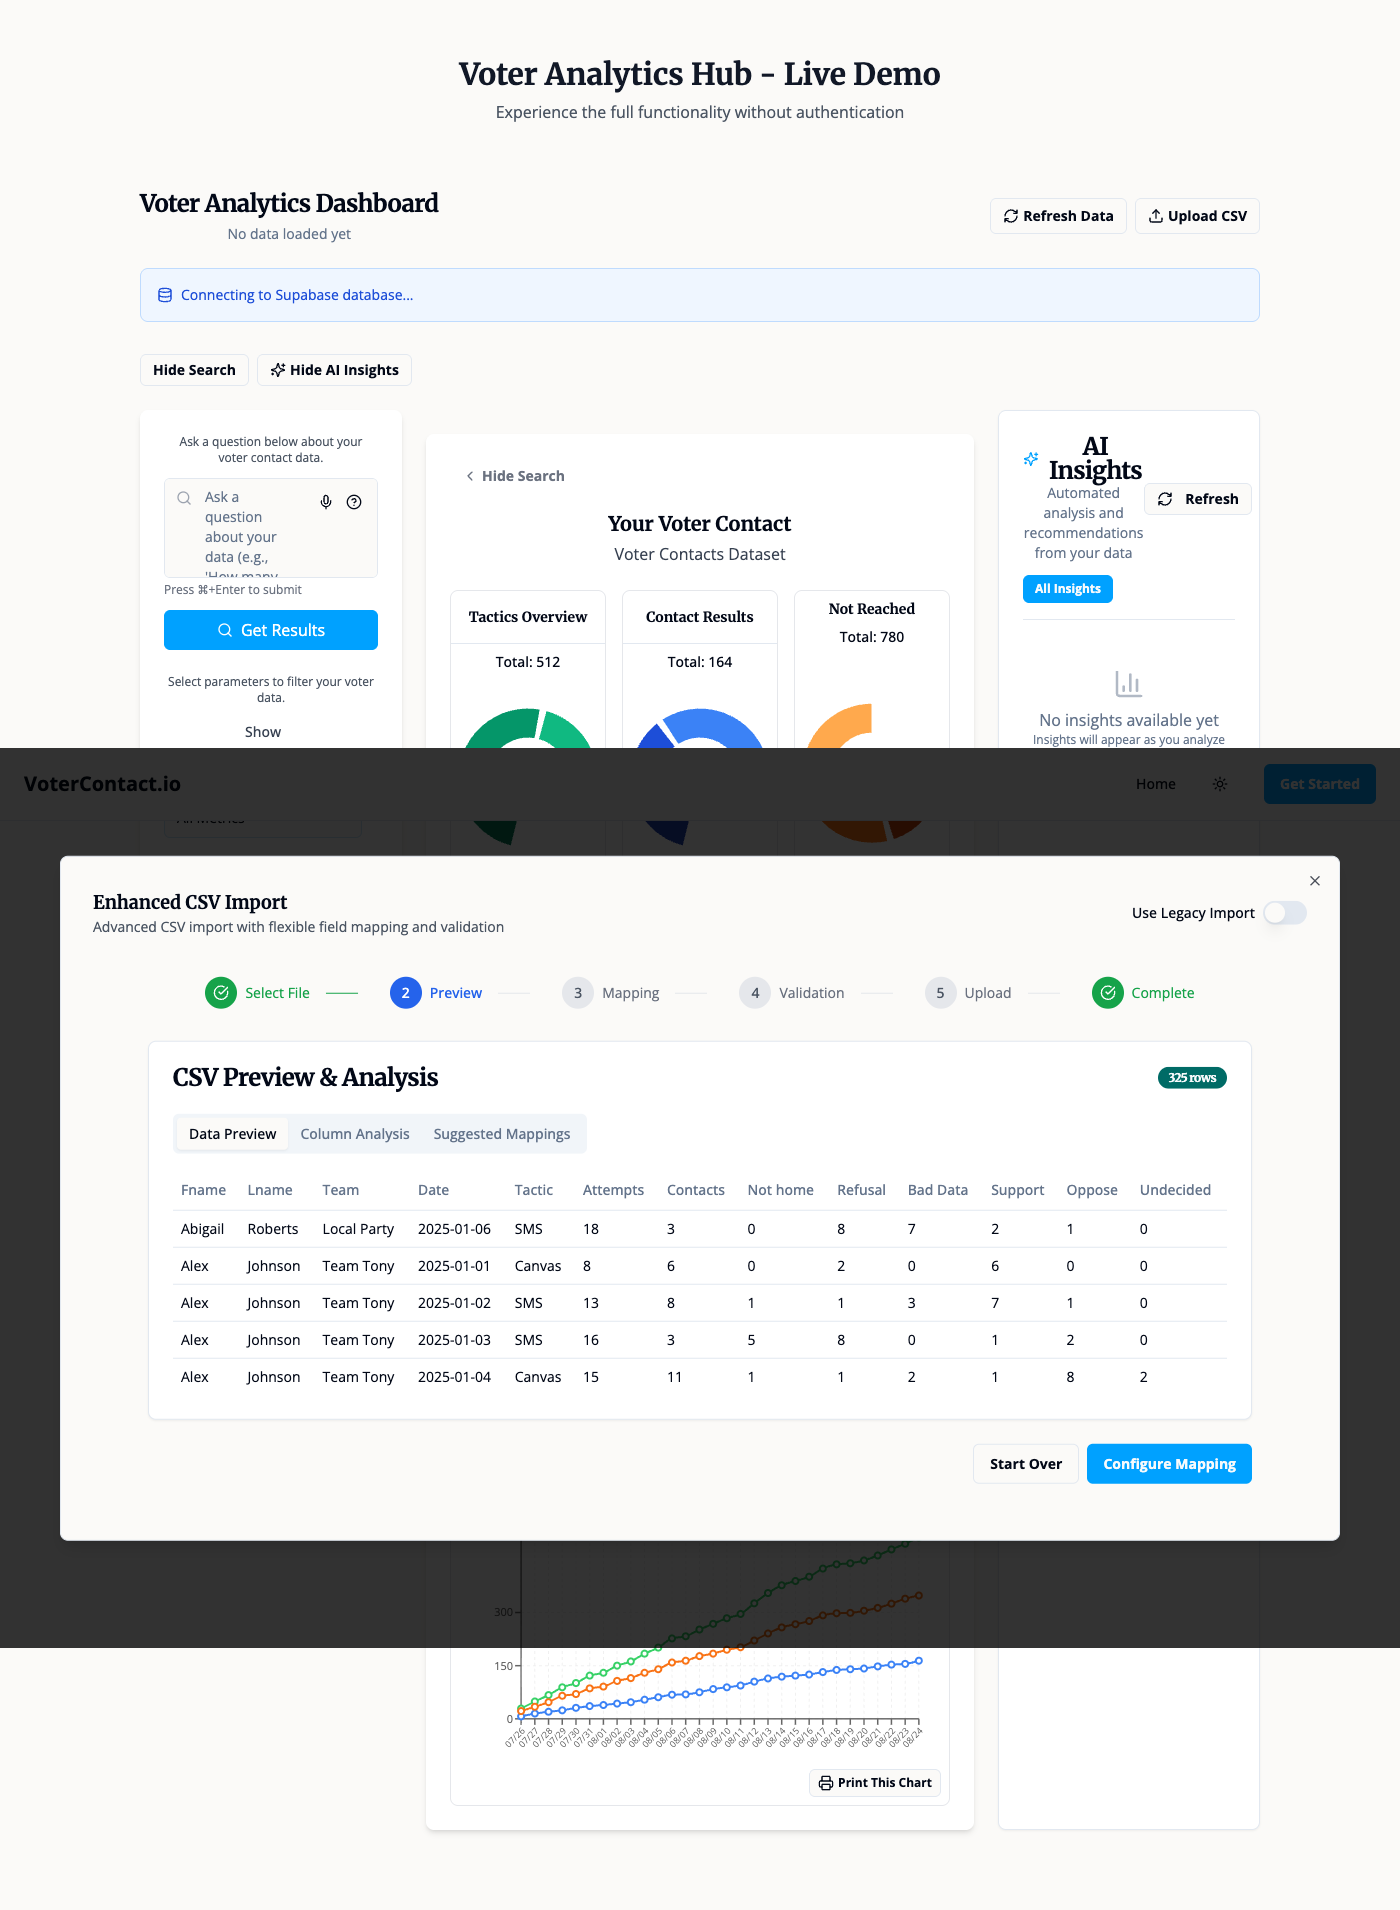 Voter Analytics Hub - Live Demo
Experience the full functionality without authentication
Voter Analytics Dashboard
No data loaded yet
Refresh Data
Upload CSV
Connecting to Supabase database...
Hide Search
Hide AI Insights
Ask a question below about your
voter contact data.
Ask a
question
about your
data (e.g.,
'How many
Press ⌘+Enter to submit
Get Results
Select parameters to filter your voter
data.
Show
Hide Search
Your Voter Contact
Voter Contacts Dataset
Tactics Overview
Total: 512
Contact Results
Total: 164
Not Reached
Total: 780
AI
Insights
Automated
analysis and
recommendations
from your data
Refresh
All Insights
No insights available yet
Insights will appear as you analyze
VoterContact.io
Home
Get Started
All Metrics
Enhanced CSV Import
Advanced CSV import with flexible field mapping and validation
Use Legacy Import
Select File
2 Preview
3 Mapping
4 Validation
5 Upload
Complete
CSV Preview & Analysis
325 rows
Data Preview Column Analysis Suggested Mappings
Fname Lname Team Date Tactic Attempts Contacts Not home Refusal Bad Data Support Oppose Undecided
Abigail Roberts Local Party 2025-01-06 SMS 18 3 0 8 7 2 1 0
Alex Johnson Team Tony 2025-01-01 Canvas 8 6 0 2 0 6 0 0
Alex Johnson Team Tony 2025-01-02 SMS 13 8 1 1 3 7 1 0
Alex Johnson Team Tony 2025-01-03 SMS 16 3 5 8 0 1 2 0
Alex Johnson Team Tony 2025-01-04 Canvas 15 11 1 1 2 1 8 2
Start Over
Configure Mapping
300
150
0
07/26 07/27 07/28 07/29 07/30 07/31 08/01 08/02 08/03 08/04 08/05 08/06 08/07 08/08 08/09 08/10 08/11 08/12 08/13 08/14 08/15 08/16 08/17 08/18 08/19 08/20 08/21 08/22 08/23 08/24
Print This Chart